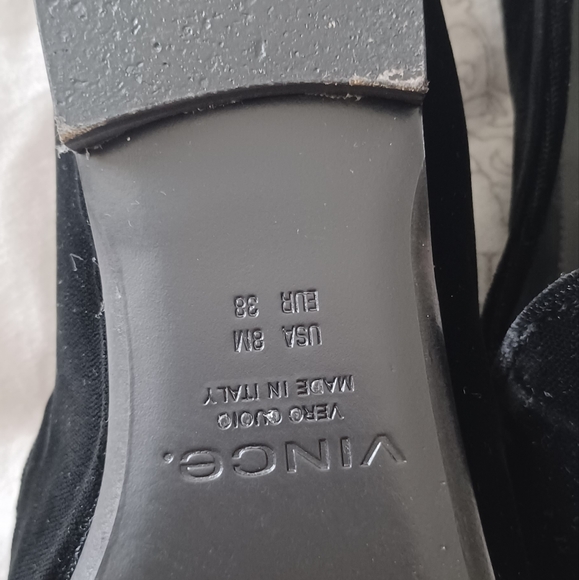 VINCE.
VERO CUOIO
MADE IN ITALY
USA 8M
EUR 38